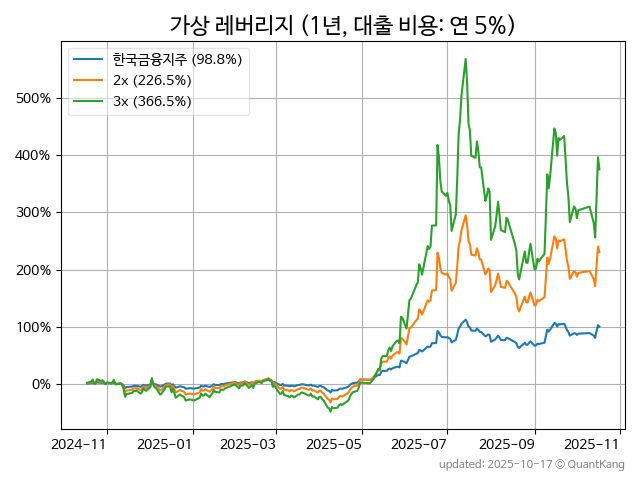 가상 레버리지 (1년, 대출 비용: 연 5%)
한국금융지주 (98.8%)
2x (226.5%)
3x (366.5%)
500%
400%
300%
200%
100%
0%
2024-11 2025-01 2025-03 2025-05 2025-07 2025-09 2025-11
updated: 2025-10-17 © QuantKang